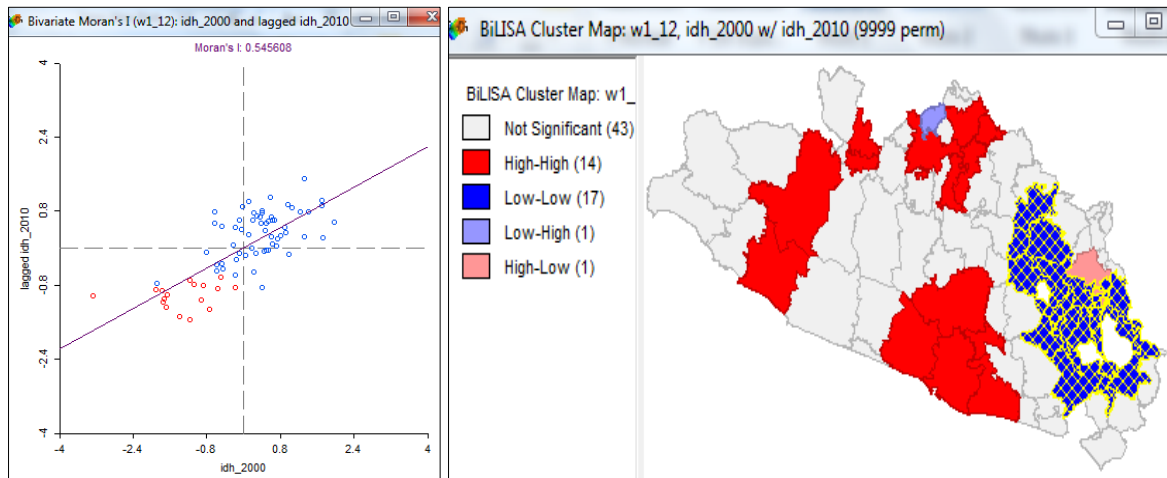 Bivariate Moran's I (w1_12): idh_2000 and lagged idh_2010
Moran's I: 0.545608
4
2.4
0.8
-0.8
-2.4
-4
lagged idh_2010
-4
-2.4
-0.8
0.8
2.4
4
idh_2000
BiLISA Cluster Map: w1_12, idh_2000 w/ idh_2010 (9999 perm)
BiLISA Cluster Map: w1_
Not Significant (43)
High-High (14)
Low-Low (17)
Low-High (1)
High-Low (1)